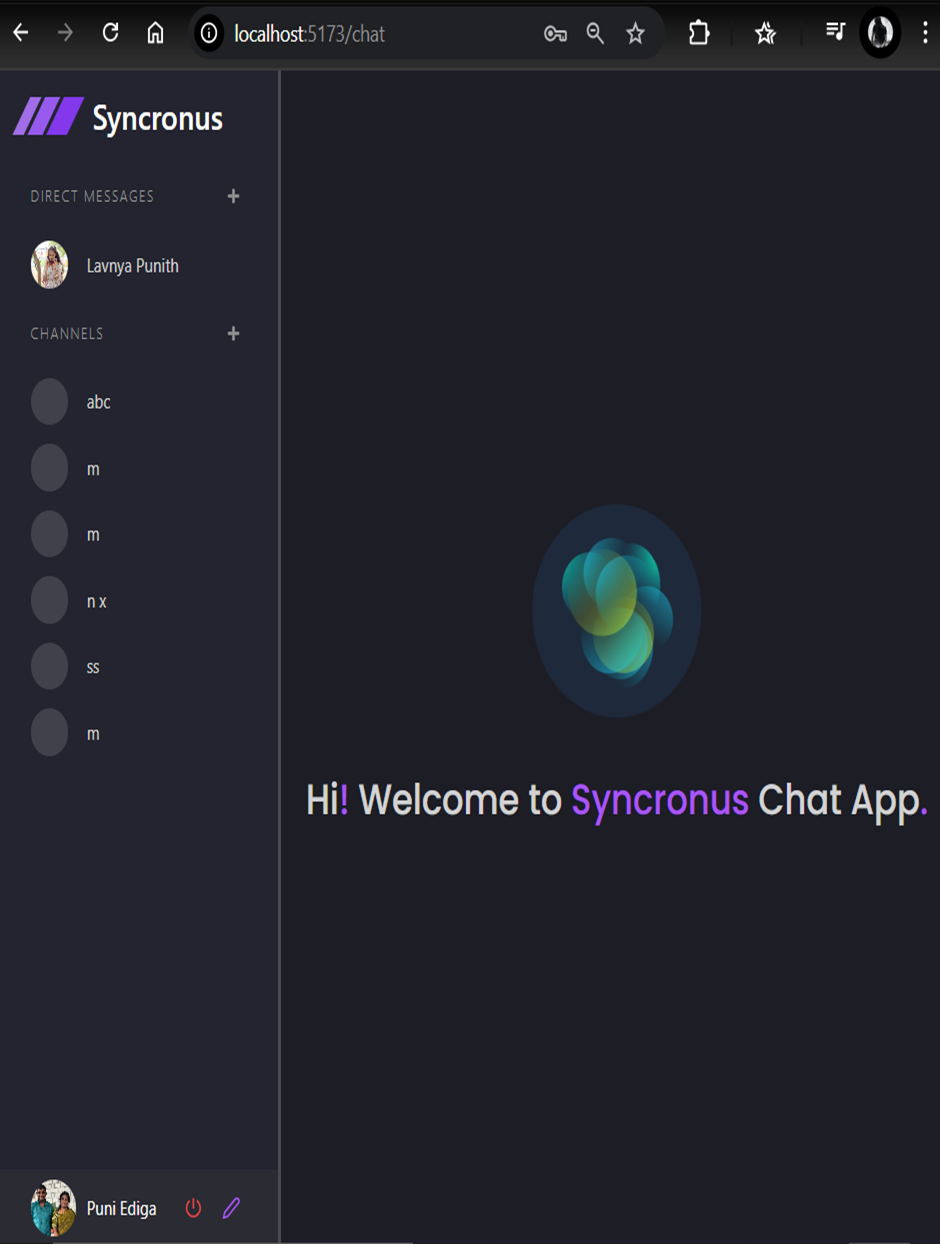 localhost:5173/chat
Syncronus
DIRECT MESSAGES
Lavnya Punith
CHANNELS
abc
m
m
n x
ss
m
Hi! Welcome to Syncronus Chat App.
Puni Ediga